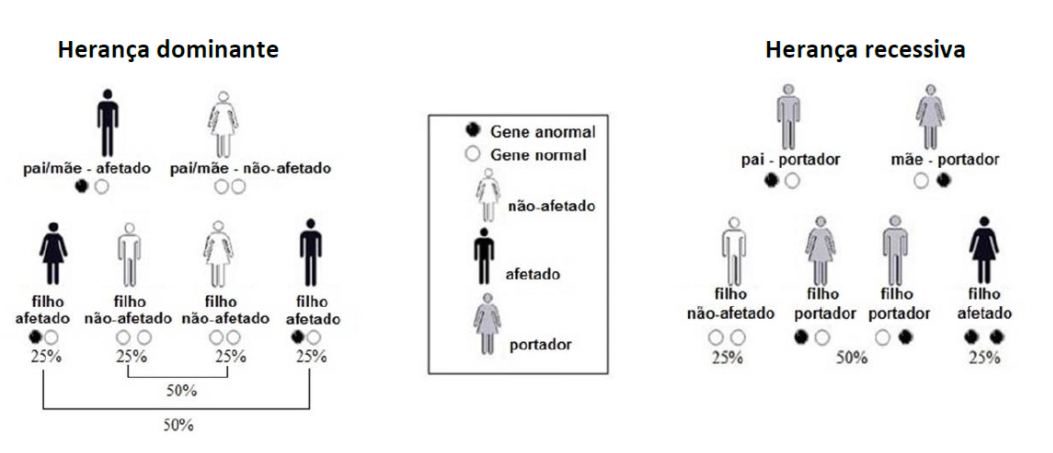 Herança dominante
pai/mãe - afetado
pai/mãe - não-afetado
filho
afetado
25%
filho
não-afetado
25%
filho
não-afetado
25%
filho
afetado
25%
50%
50%
Gene anormal
Gene normal
não-afetado
afetado
portador
Herança recessiva
pai - portador
mãe - portador
filho
não-afetado
25%
filho
portador
filho
portador
50%
filho
afetado
25%